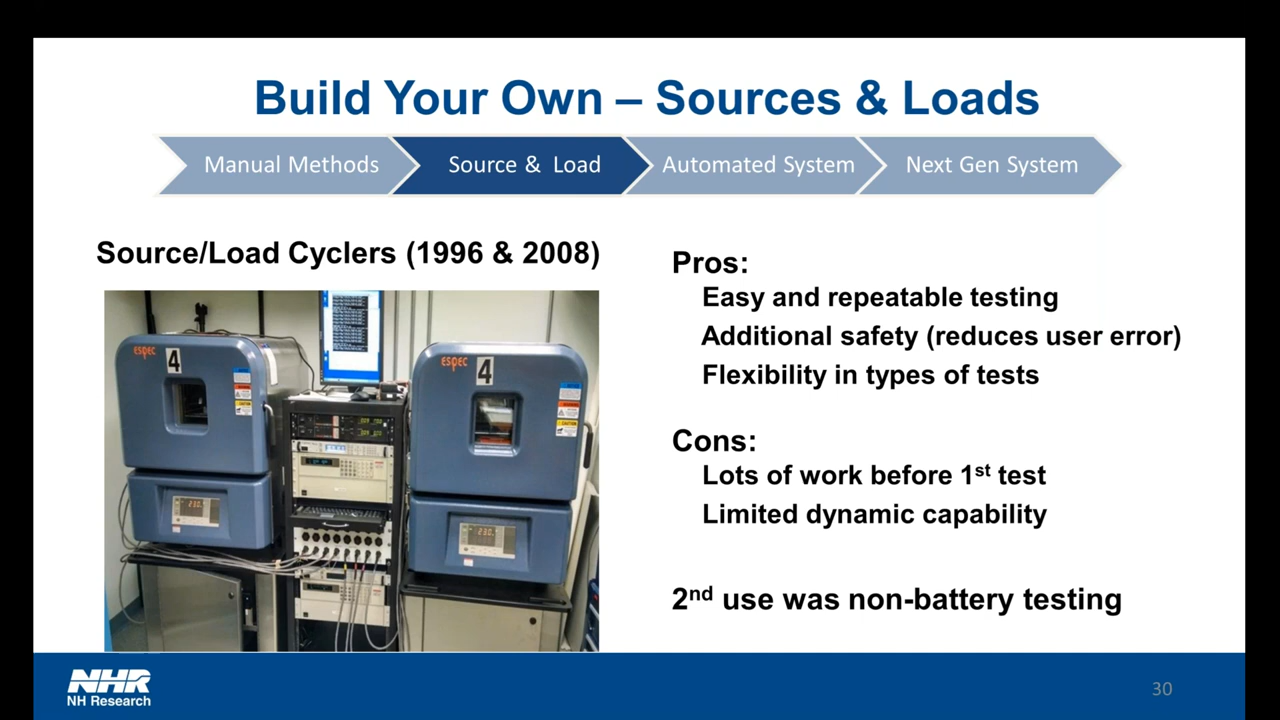 Build Your Own – Sources & Loads
Manual Methods
Source & Load
Automated System
Next Gen System
Source/Load Cyclers (1996 & 2008)
ESPEC
4
ESPEC
4
Pros:
Easy and repeatable testing
Additional safety (reduces user error)
Flexibility in types of tests
Cons:
Lots of work before 1st test
Limited dynamic capability
2nd use was non-battery testing
NHR
NH Research
30